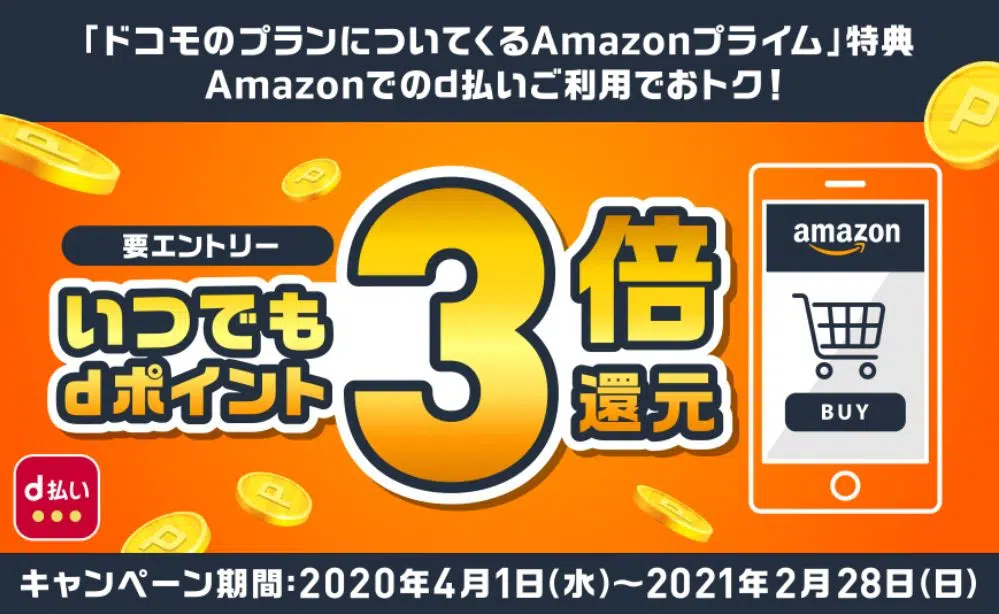 「ドコモのプランについてくるAmazonプライム」特典
Amazonでのd払いご利用でおトク！
要エントリー
いつでも
dポイント
3倍
還元
amazon
BUY
d払い
キャンペーン期間：2020年4月1日(水)～2021年2月28日(日)